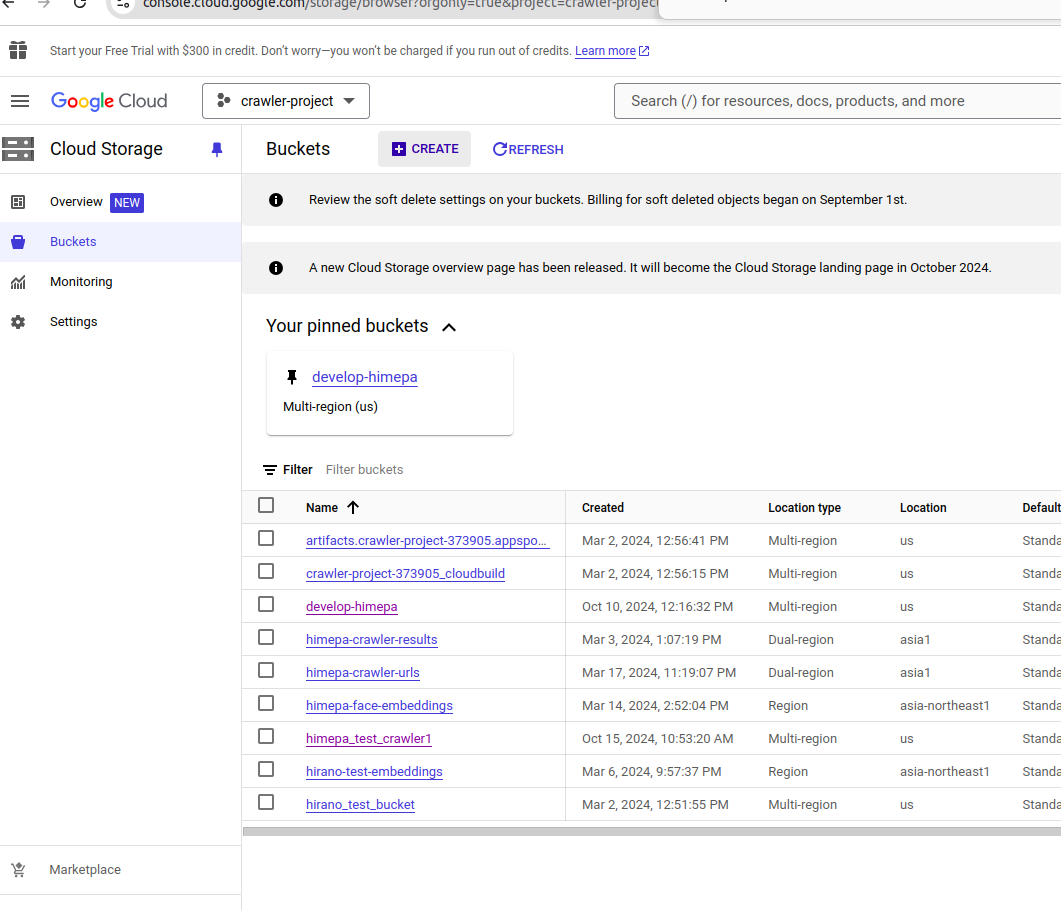 console.cloud.google.com/storage/browser?orgonly=true&project=crawler-project
Start your Free Trial with $300 in credit. Don't worry—you won't be charged if you run out of credits. Learn more
Google Cloud
crawler-project
Search (/) for resources, docs, products, and more
Cloud Storage
Buckets
CREATE
REFRESH
Overview NEW
Buckets
Monitoring
Settings
Marketplace
Review the soft delete settings on your buckets. Billing for soft deleted objects began on September 1st.
A new Cloud Storage overview page has been released. It will become the Cloud Storage landing page in October 2024.
Your pinned buckets
develop-himepa
Multi-region (us)
Filter Filter buckets
Name Created Location type Location Default
artifacts.crawler-project-373905.appspo... Mar 2, 2024, 12:56:41 PM Multi-region us Standa
crawler-project-373905_cloudbuild Mar 2, 2024, 12:56:15 PM Multi-region us Standa
develop-himepa Oct 10, 2024, 12:16:32 PM Multi-region us Standa
himepa-crawler-results Mar 3, 2024, 1:07:19 PM Dual-region asia1 Standa
himepa-crawler-urls Mar 17, 2024, 11:19:07 PM Dual-region asia1 Standa
himepa-face-embeddings Mar 14, 2024, 2:52:04 PM Region asia-northeast1 Standa
himepa_test_crawler1 Oct 15, 2024, 10:53:20 AM Multi-region us Standa
hirano-test-embeddings Mar 6, 2024, 9:57:37 PM Region asia-northeast1 Standa
hirano_test_bucket Mar 2, 2024, 12:51:55 PM Multi-region us Standa